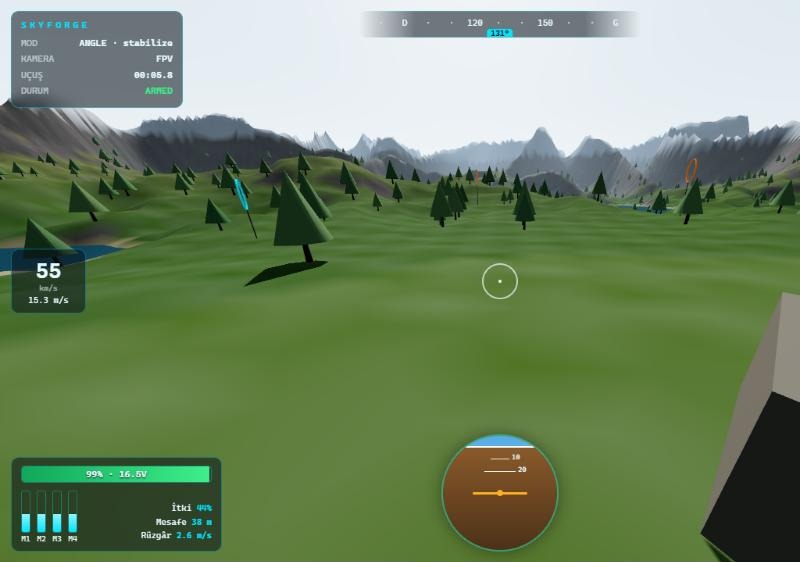 SKYFORGE
MOD ANGLE · stabilize
KAMERA FPV
UÇUŞ 00:05.8
DURUM ARMED
· D · · 120 · · 150 · · G
131°
55
km/s
15.3 m/s
10
20
99% · 16.5V
İtki 44%
Mesafe 38 m
Rüzgâr 2.6 m/s
M1 M2 M3 M4